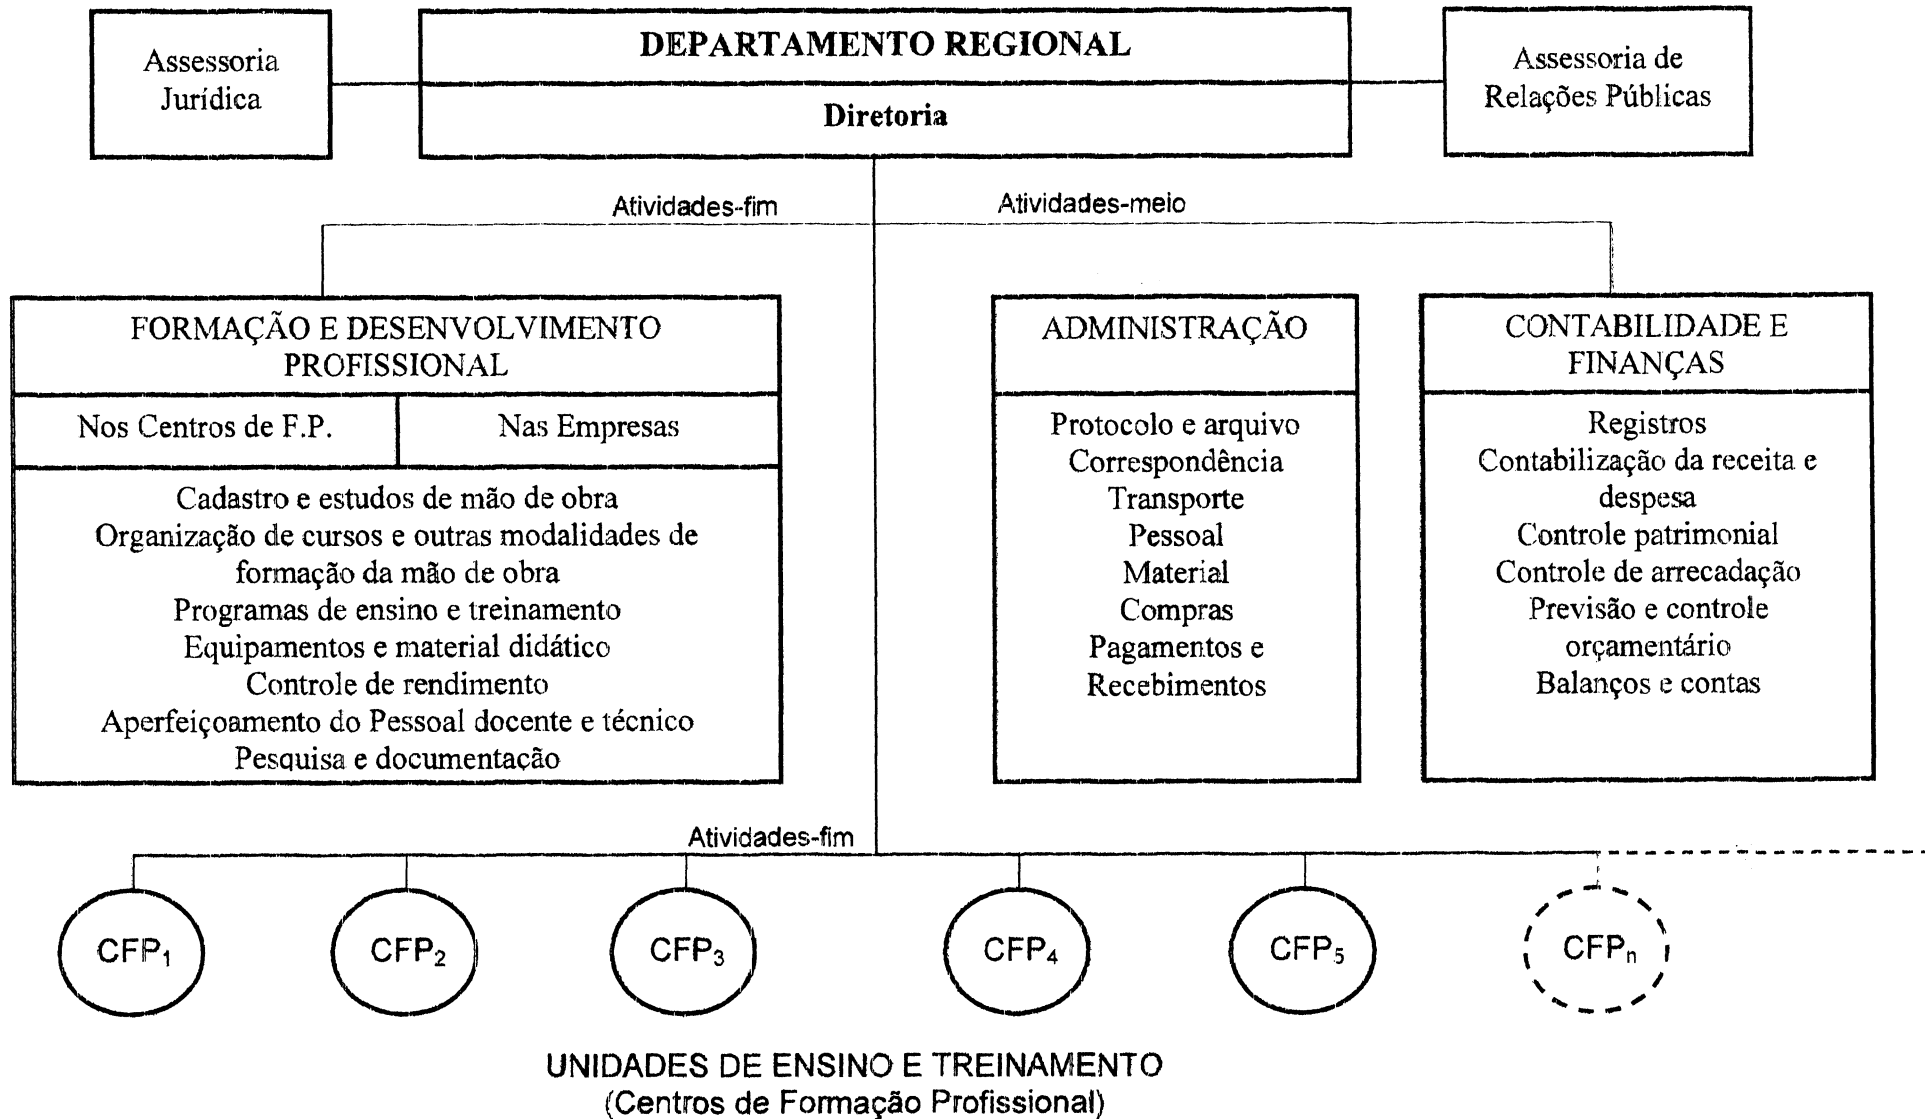 Assessoria
Jurídica
DEPARTAMENTO REGIONAL
Diretoria
Assessoria de
Relações Públicas
Atividades-fim
Atividades-meio
FORMAÇÃO E DESENVOLVIMENTO
PROFISSIONAL
Nos Centros de F.P.
Nas Empresas
Cadastro e estudos de mão de obra
Organização de cursos e outras modalidades de
formação da mão de obra
Programas de ensino e treinamento
Equipamentos e material didático
Controle de rendimento
Aperfeiçoamento do Pessoal docente e técnico
Pesquisa e documentação
ADMINISTRAÇÃO
Protocolo e arquivo
Correspondência
Transporte
Pessoal
Material
Compras
Pagamentos e
Recebimentos
CONTABILIDADE E
FINANÇAS
Registros
Contabilização da receita e
despesa
Controle patrimonial
Controle de arrecadação
Previsão e controle
orçamentário
Balanços e contas
Atividades-fim
CFP₁
CFP₂
CFP₃
CFP₄
CFP₅
CFPₙ
UNIDADES DE ENSINO E TREINAMENTO
(Centros de Formação Profissional)